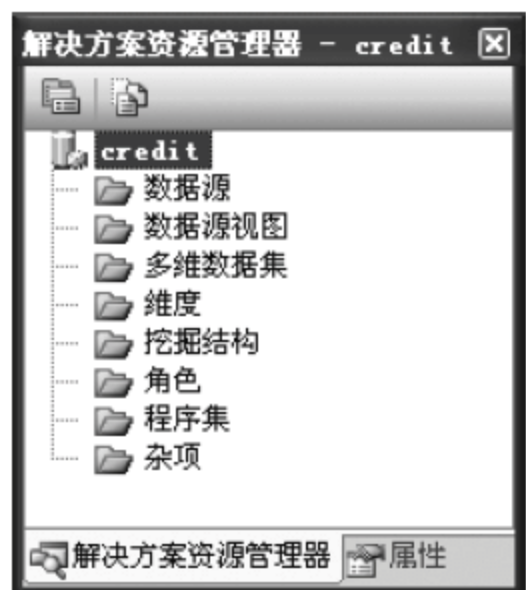 解决方案资源管理器 - credit
credit
数据源
数据源视图
多维数据集
维度
挖掘结构
角色
程序集
杂项
解决方案资源管理器 属性